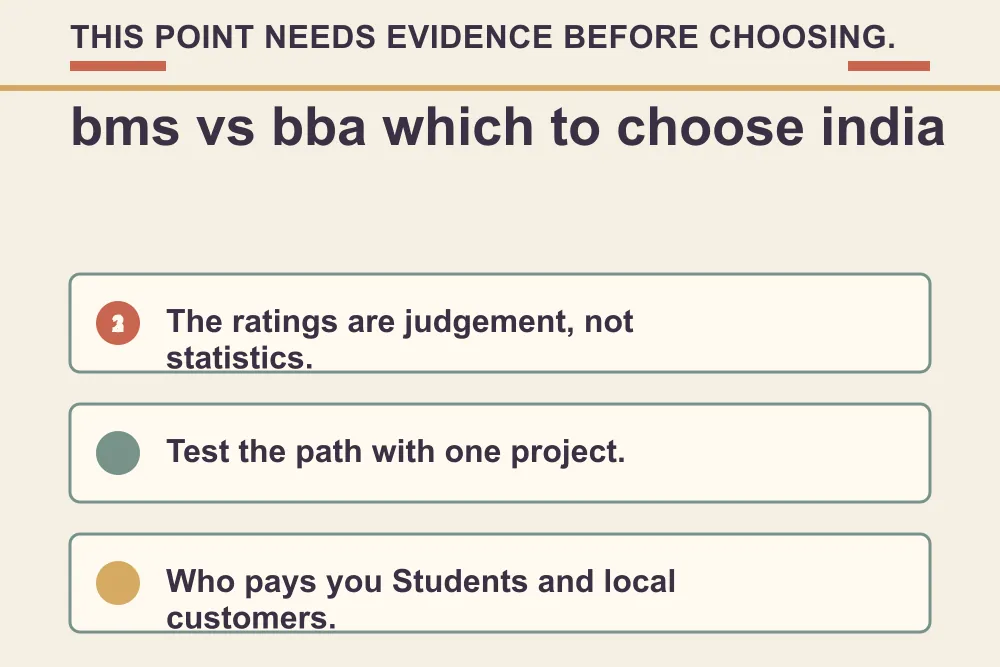 THIS POINT NEEDS EVIDENCE BEFORE CHOOSING.
bms vs bba which to choose india
The ratings are judgement, not
statistics.
Test the path with one project.
Who pays you Students and local
customers.